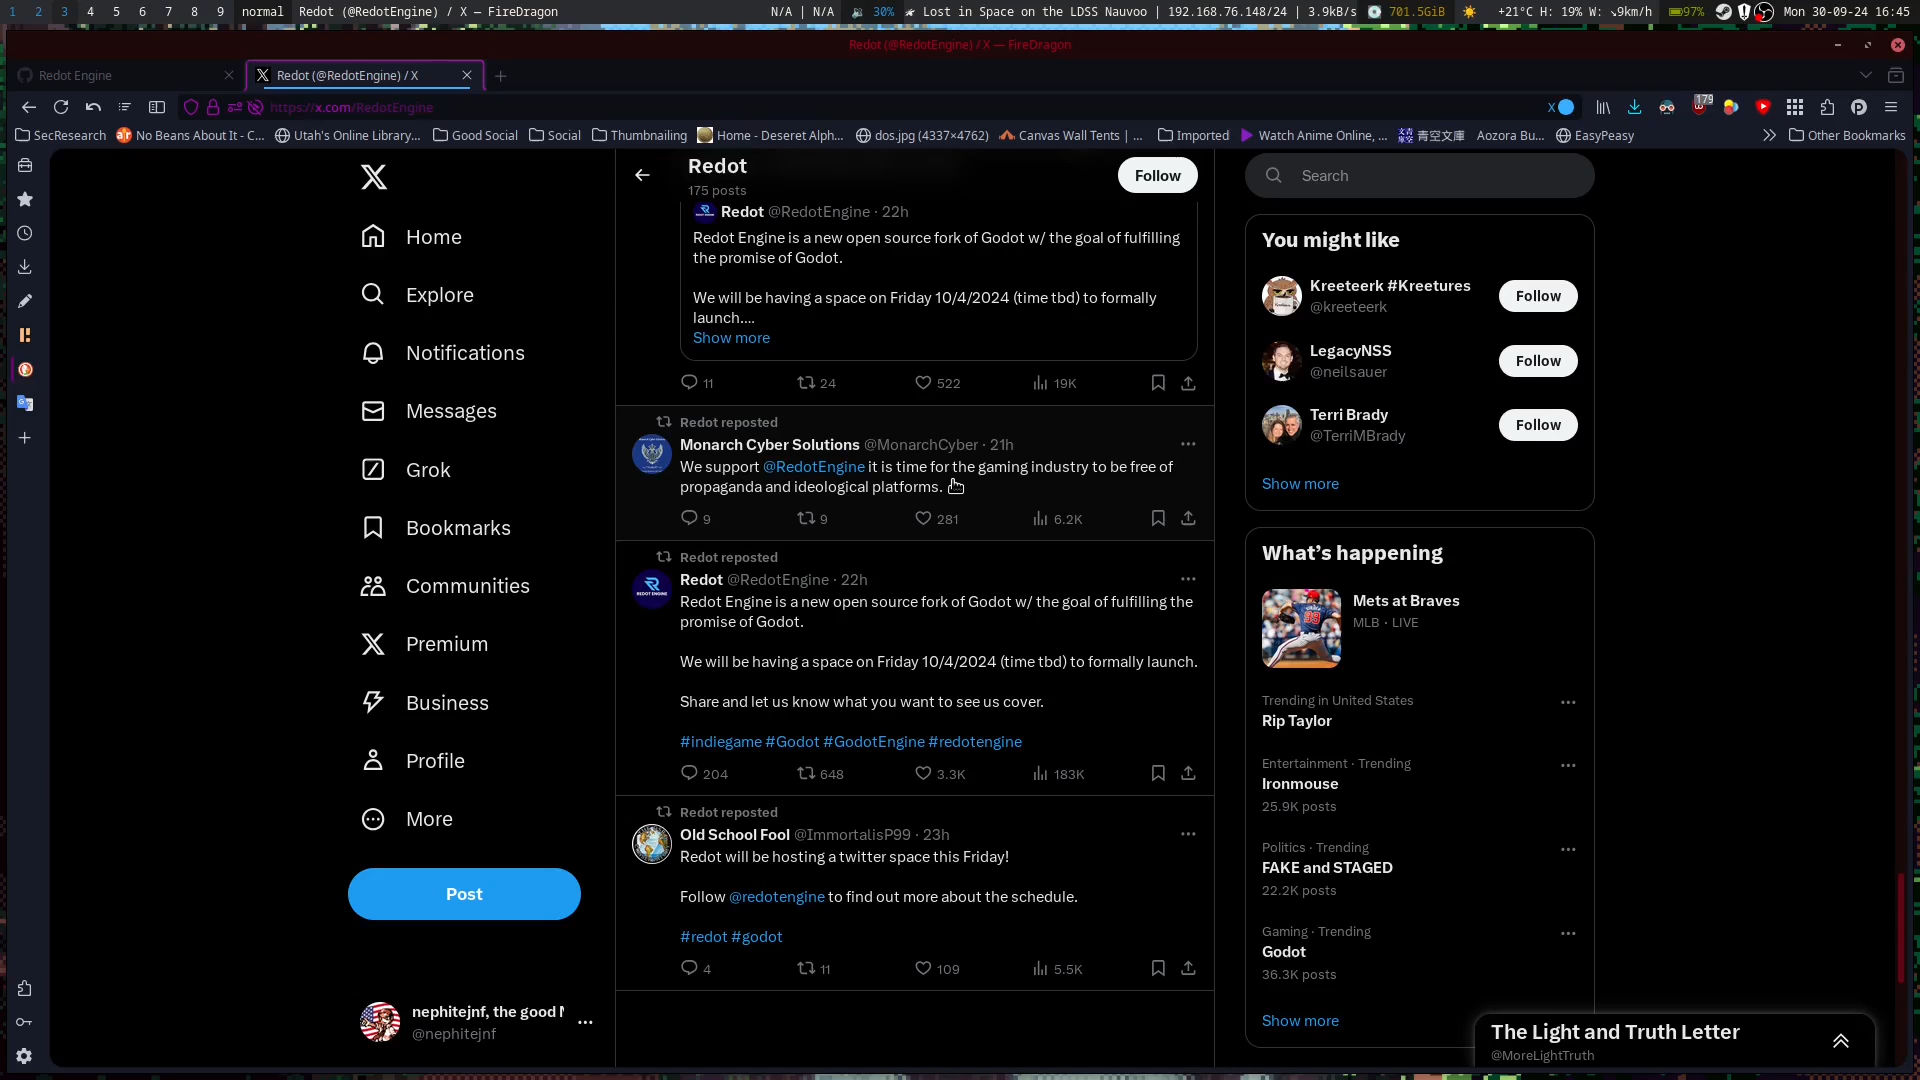 1 2 3 4 5 6 7 8 9 normal Redot (@RedotEngine) / X — FireDragon
N/A | N/A 30% Lost in Space on the LDSS Nauvoo | 192.168.76.148/24 | 3.9kB/s 701.5GiB +21°C H: 19% W: ↘9km/h 97% Mon 30-09-24 16:45
Redot (@RedotEngine) / X — FireDragon
Redot Engine
Redot (@RedotEngine) / X
https://x.com/RedotEngine
X
179
SecResearch
No Beans About It - C...
Utah's Online Library...
Good Social
Social
Thumbnailing
Home - Deseret Alph...
dos.jpg (4337×4762)
Canvas Wall Tents | ...
Imported
Watch Anime Online, ...
青空文庫 Aozora Bu...
EasyPeasy
Other Bookmarks
Home
Explore
Notifications
Messages
Grok
Bookmarks
Communities
Premium
Business
Profile
More
Post
nephitejnf, the good
@nephitejnf
Redot
175 posts
Follow
Redot @RedotEngine · 22h
Redot Engine is a new open source fork of Godot w/ the goal of fulfilling
the promise of Godot.
We will be having a space on Friday 10/4/2024 (time tbd) to formally
launch....
Show more
11 24 522 19K
Redot reposted
Monarch Cyber Solutions @MonarchCyber · 21h
We support @RedotEngine it is time for the gaming industry to be free of
propaganda and ideological platforms.
9 9 281 6.2K
Redot reposted
REDOT ENGINE
Redot @RedotEngine · 22h
Redot Engine is a new open source fork of Godot w/ the goal of fulfilling the
promise of Godot.
We will be having a space on Friday 10/4/2024 (time tbd) to formally launch.
Share and let us know what you want to see us cover.
#indiegame #Godot #GodotEngine #redotengine
204 648 3.3K 183K
Redot reposted
Old School Fool @ImmortalisP99 · 23h
Redot will be hosting a twitter space this Friday!
Follow @redotengine to find out more about the schedule.
#redot #godot
4 11 109 5.5K
Search
You might like
Kreeteerk #Kreetures
@kreeteerk
Follow
LegacyNSS
@neilsauer
Follow
Terri Brady
@TerriMBrady
Follow
Show more
What's happening
Mets at Braves
MLB · LIVE
Trending in United States
Rip Taylor
Entertainment · Trending
Ironmouse
25.9K posts
Politics · Trending
FAKE and STAGED
22.2K posts
Gaming · Trending
Godot
36.3K posts
Show more
The Light and Truth Letter
@MoreLightTruth